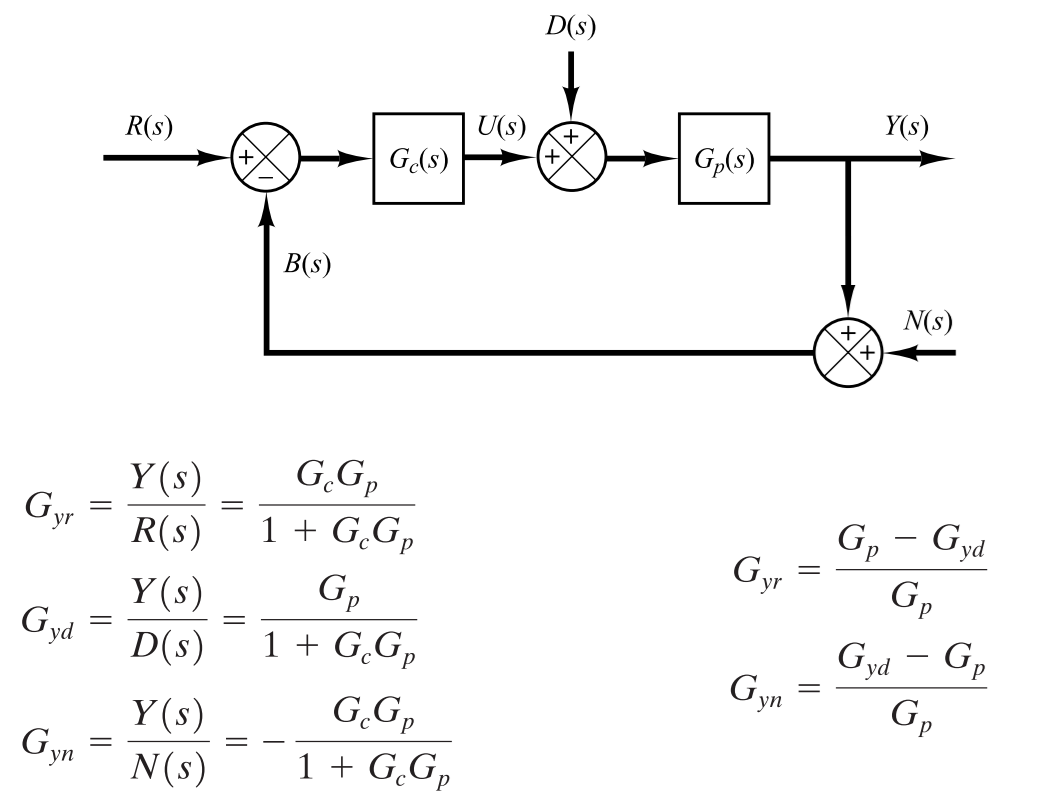 D(s)
R(s)
U(s)
Y(s)
+
+
+
−
G_c(s)
G_p(s)
B(s)
N(s)
+
+
G_{yr} = \frac{Y(s)}{R(s)} = \frac{G_c G_p}{1 + G_c G_p}
G_{yd} = \frac{Y(s)}{D(s)} = \frac{G_p}{1 + G_c G_p}
G_{yn} = \frac{Y(s)}{N(s)} = -\frac{G_c G_p}{1 + G_c G_p}
G_{yr} = \frac{G_p - G_{yd}}{G_p}
G_{yn} = \frac{G_{yd} - G_p}{G_p}